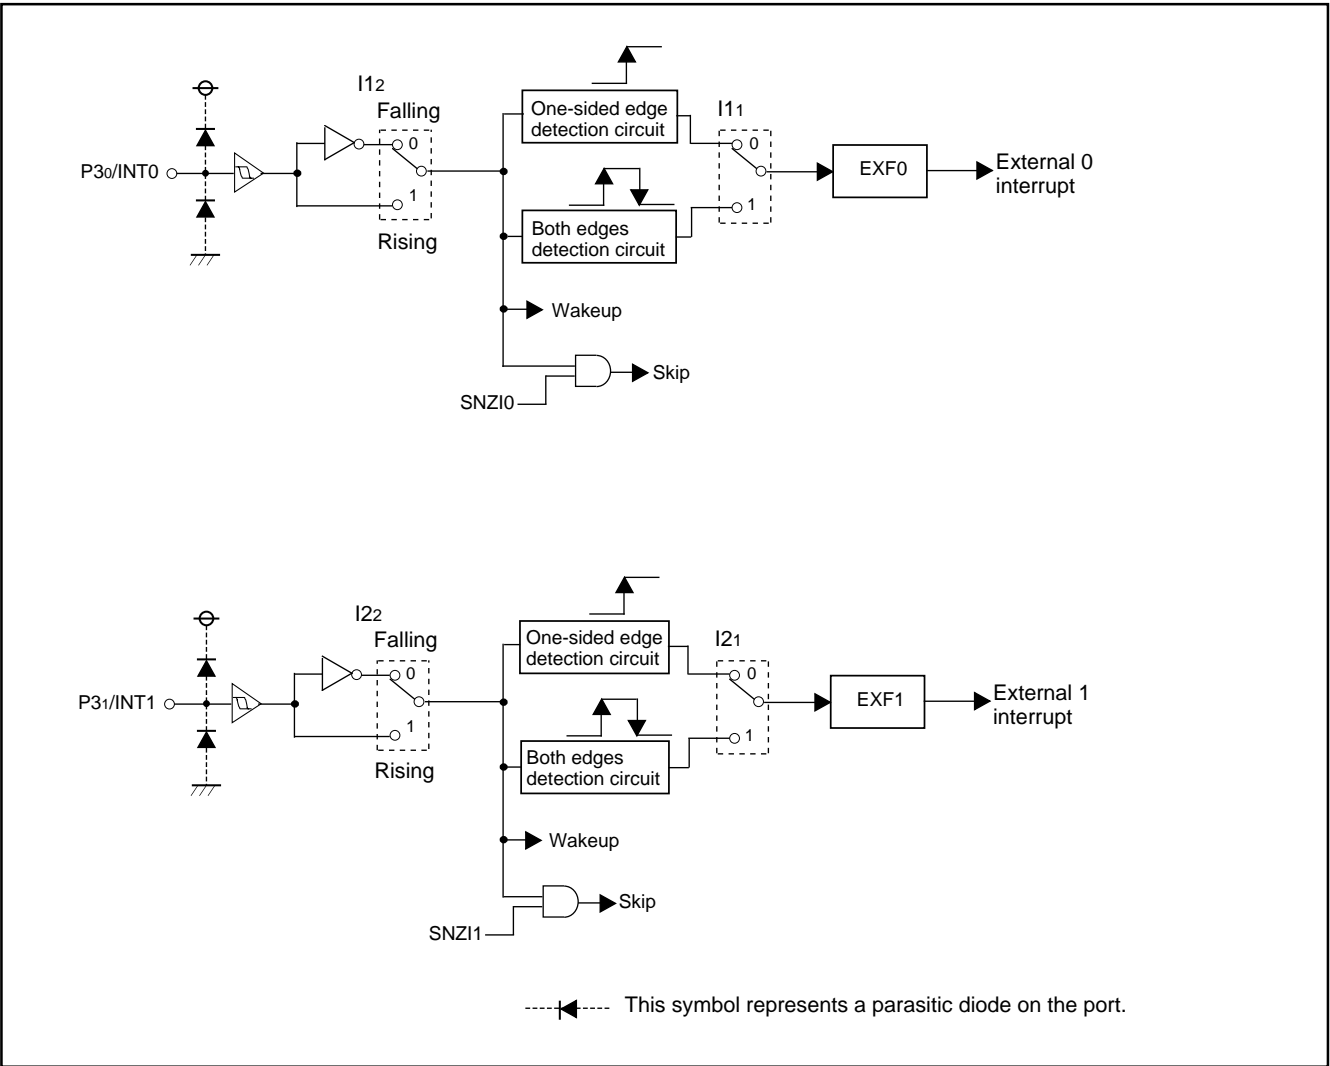 I12
Falling
0
P30/INT0
1
Rising
One-sided edge
detection circuit
I11
0
Both edges
detection circuit
1
EXF0
External 0
interrupt
Wakeup
Skip
SNZI0
I22
Falling
0
P31/INT1
1
Rising
One-sided edge
detection circuit
I21
0
Both edges
detection circuit
1
EXF1
External 1
interrupt
Wakeup
Skip
SNZI1
This symbol represents a parasitic diode on the port.